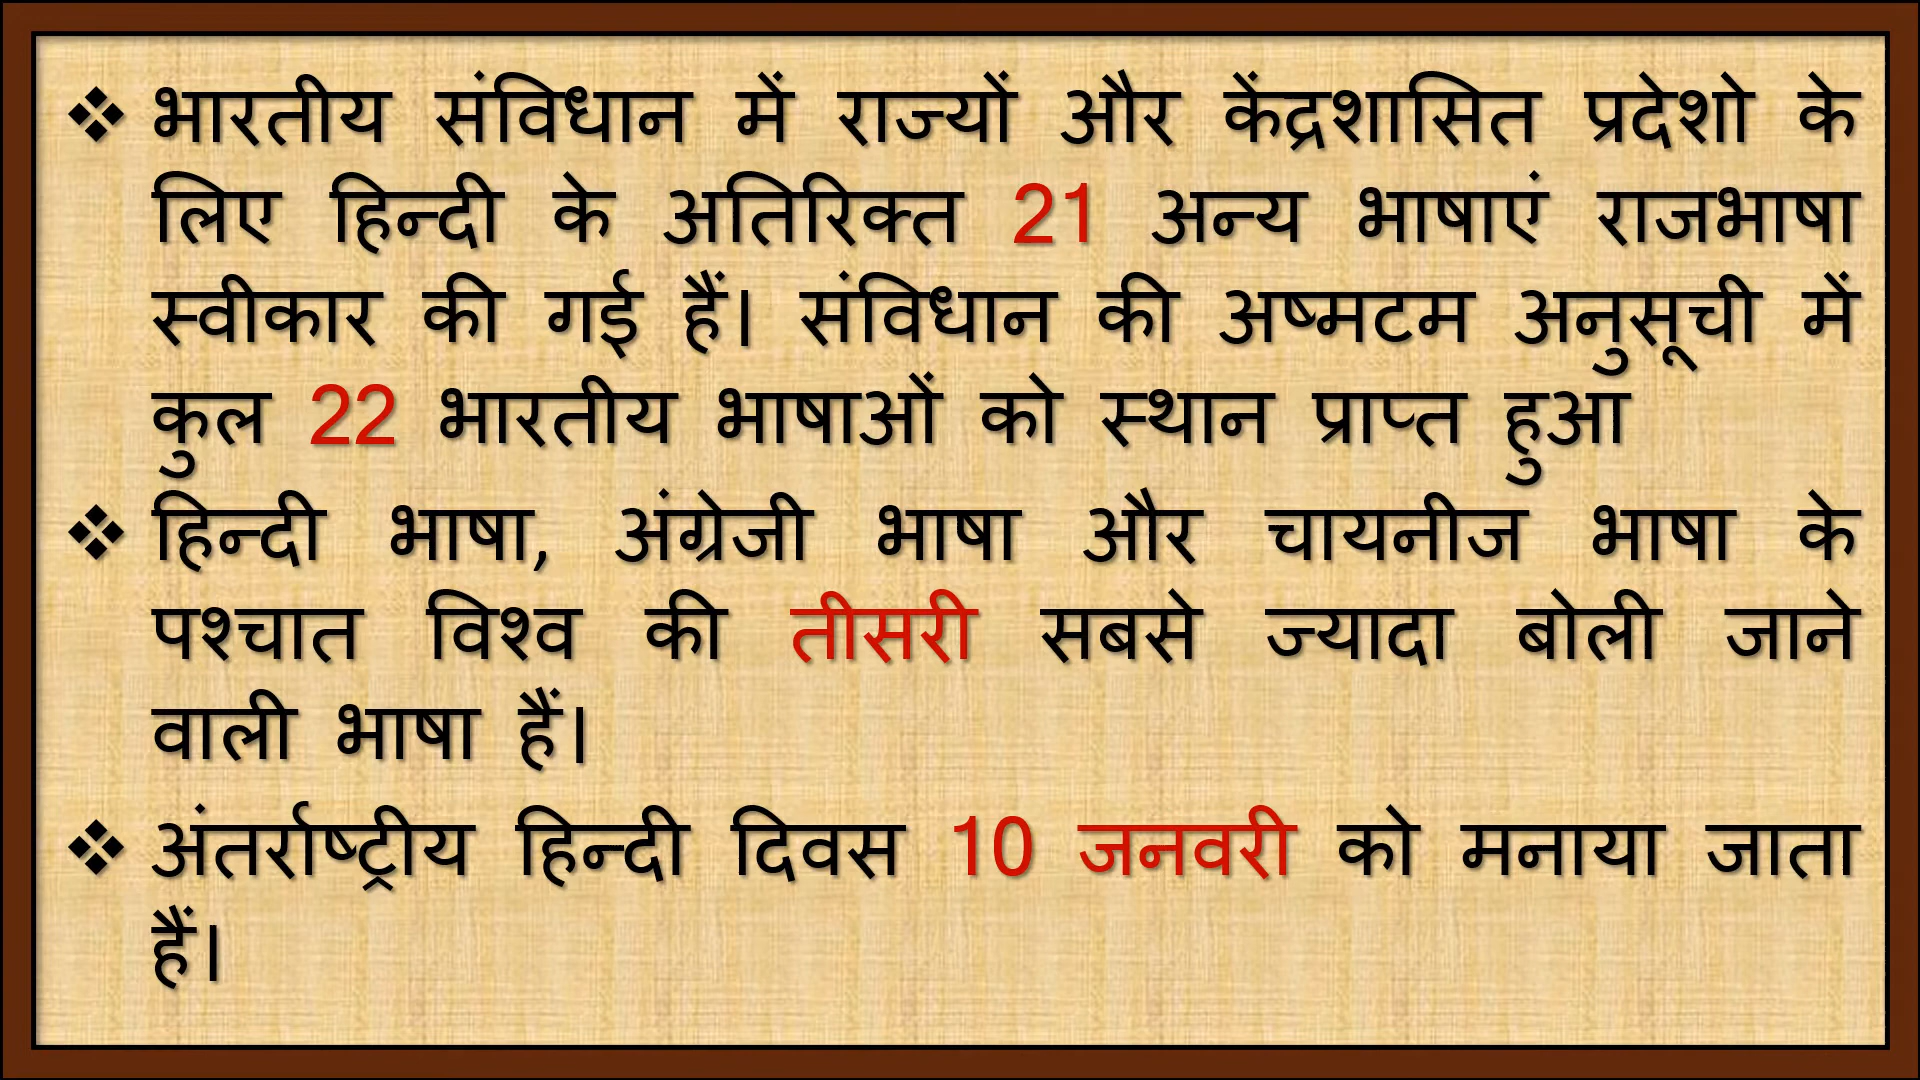 ❖ भारतीय संविधान में राज्यों और केंद्रशासित प्रदेशो के
लिए हिन्दी के अतिरिक्त 21 अन्य भाषाएं राजभाषा
स्वीकार की गई हैं। संविधान की अष्मटम अनुसूची में
कुल 22 भारतीय भाषाओं को स्थान प्राप्त हुआ
❖ हिन्दी भाषा, अंग्रेजी भाषा और चायनीज भाषा के
पश्चात विश्व की तीसरी सबसे ज्यादा बोली जाने
वाली भाषा हैं।
❖ अंतर्राष्ट्रीय हिन्दी दिवस 10 जनवरी को मनाया जाता
हैं।